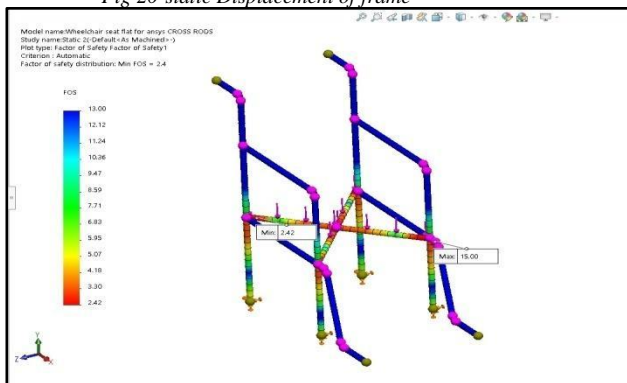 Fig 20-static Displacement of frame
Model name:Wheelchair seat flat for ansys CROSS RODS
Study name:Static 2(-Default<As Machined>-)
Plot type: Factor of Safety Factor of Safety1
Criterion : Automatic
Factor of safety distribution: Min FOS = 2.4
FOS
13.00
12.12
11.24
10.36
9.47
8.59
7.71
6.83
5.95
5.07
4.18
3.30
2.42
Min: 2.42
Max: 15.00
Y
Z
X